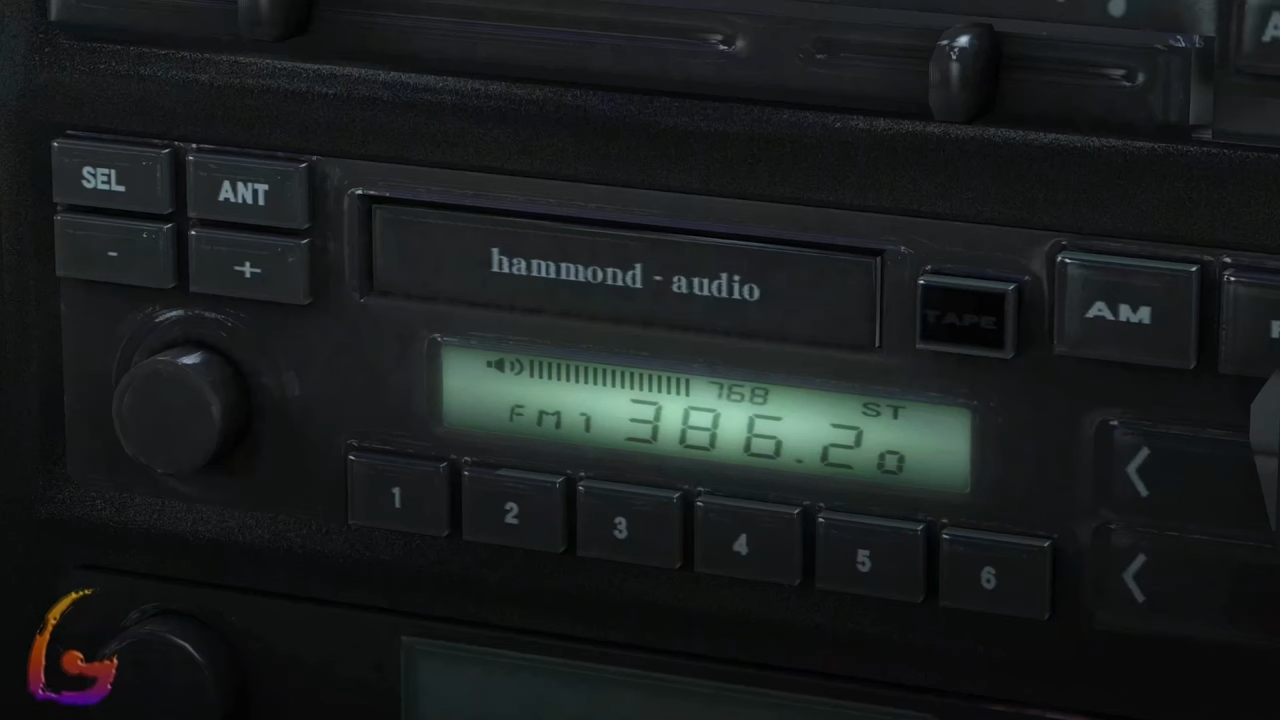 SEL
ANT
-
+
hammond - audio
TAPE
AM
768
ST
FM1 386.20
1
2
3
4
5
6